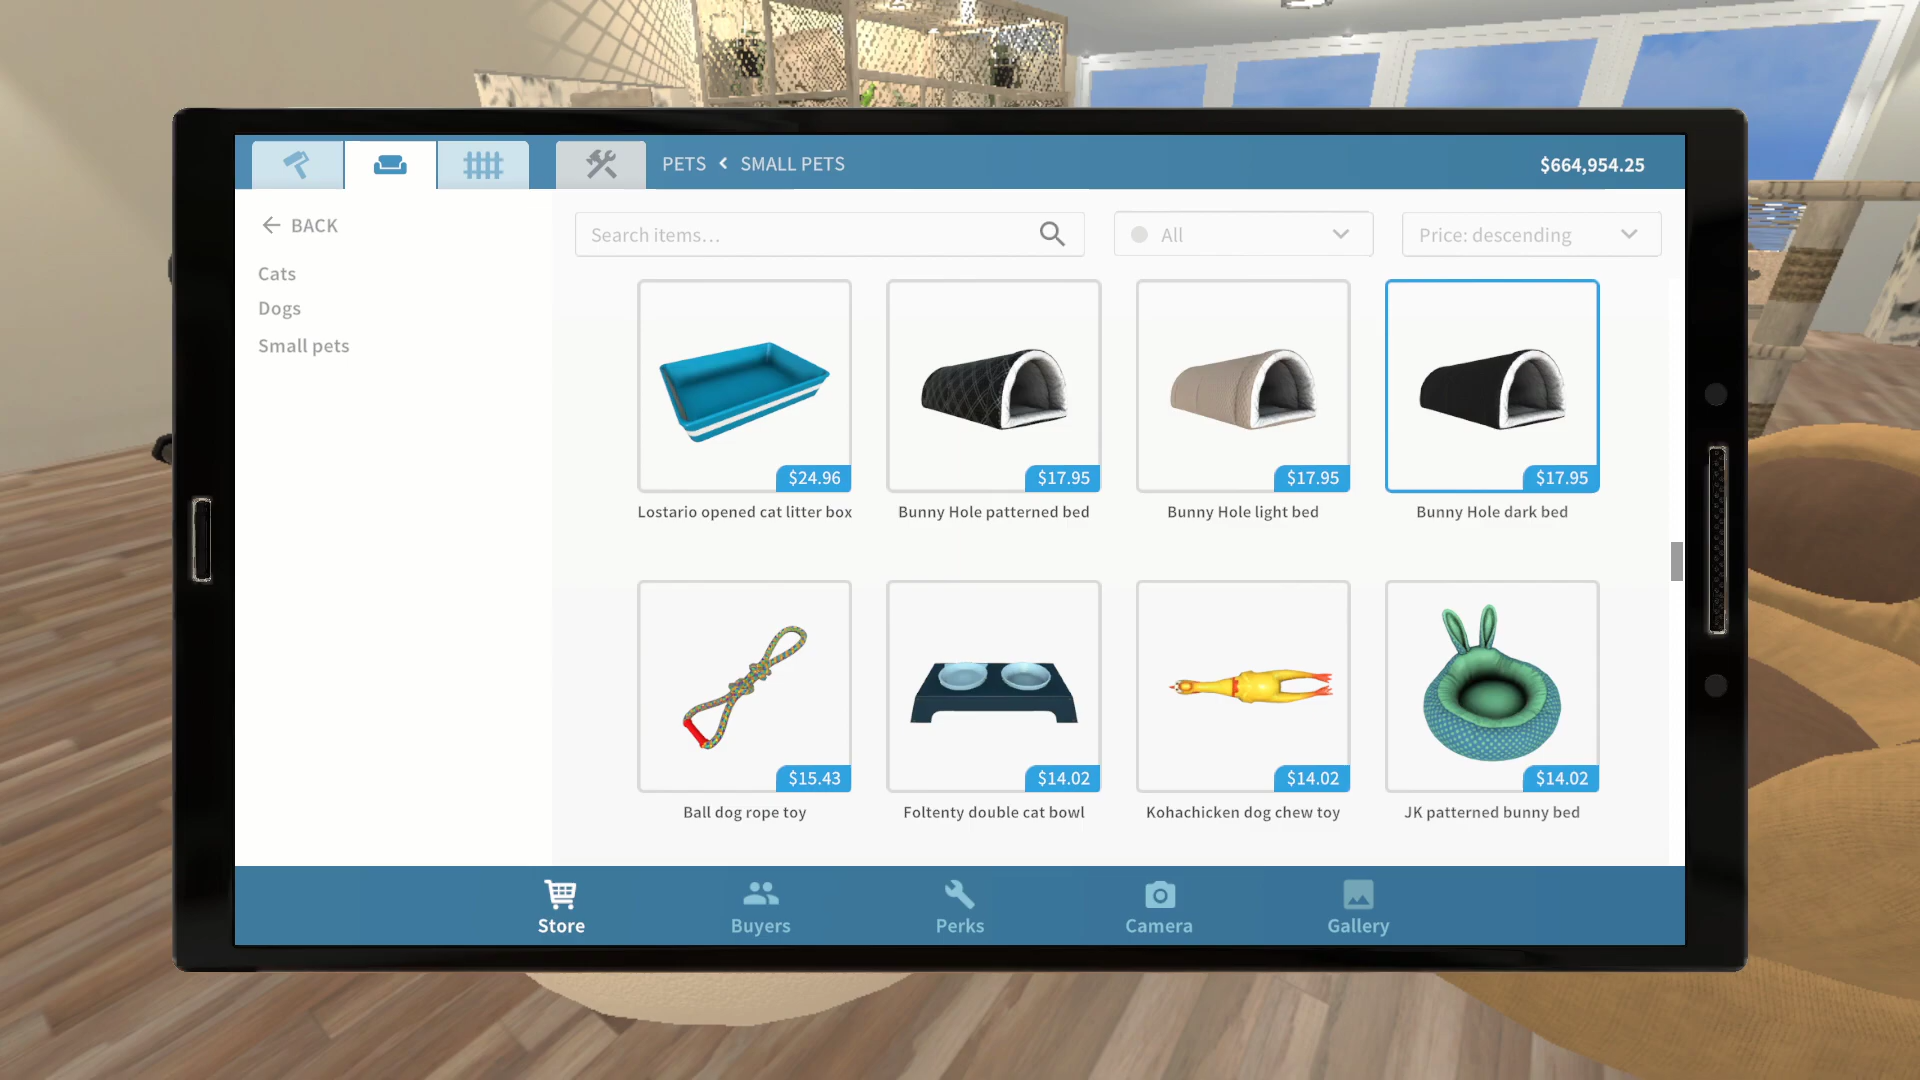 PETS SMALL PETS
$664,954.25
BACK
Cats
Dogs
Small pets
Search items...
All
Price: descending
$24.96
$17.95
$17.95
$17.95
Lostario opened cat litter box
Bunny Hole patterned bed
Bunny Hole light bed
Bunny Hole dark bed
$15.43
$14.02
$14.02
$14.02
Ball dog rope toy
Foltenty double cat bowl
Kohachicken dog chew toy
JK patterned bunny bed
Store
Buyers
Perks
Camera
Gallery